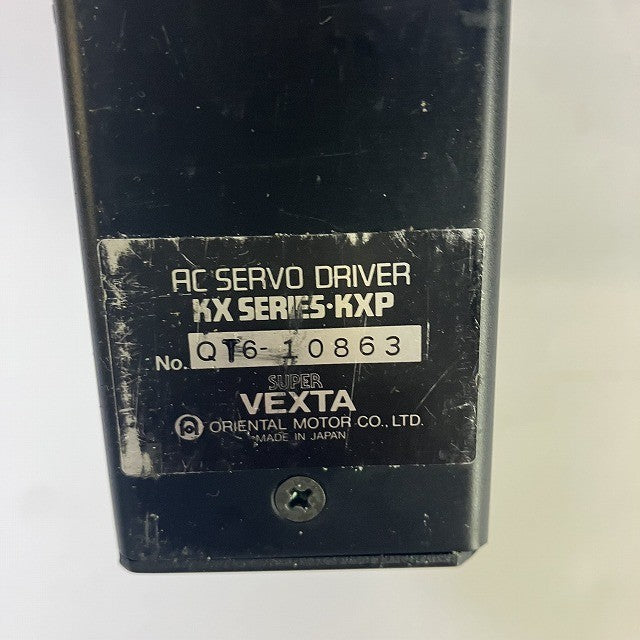 AC SERVO DRIVER
KX SERIES·KXP
No. QT6-10863
SUPER
VEXTA
ORIENTAL MOTOR CO., LTD.
MADE IN JAPAN